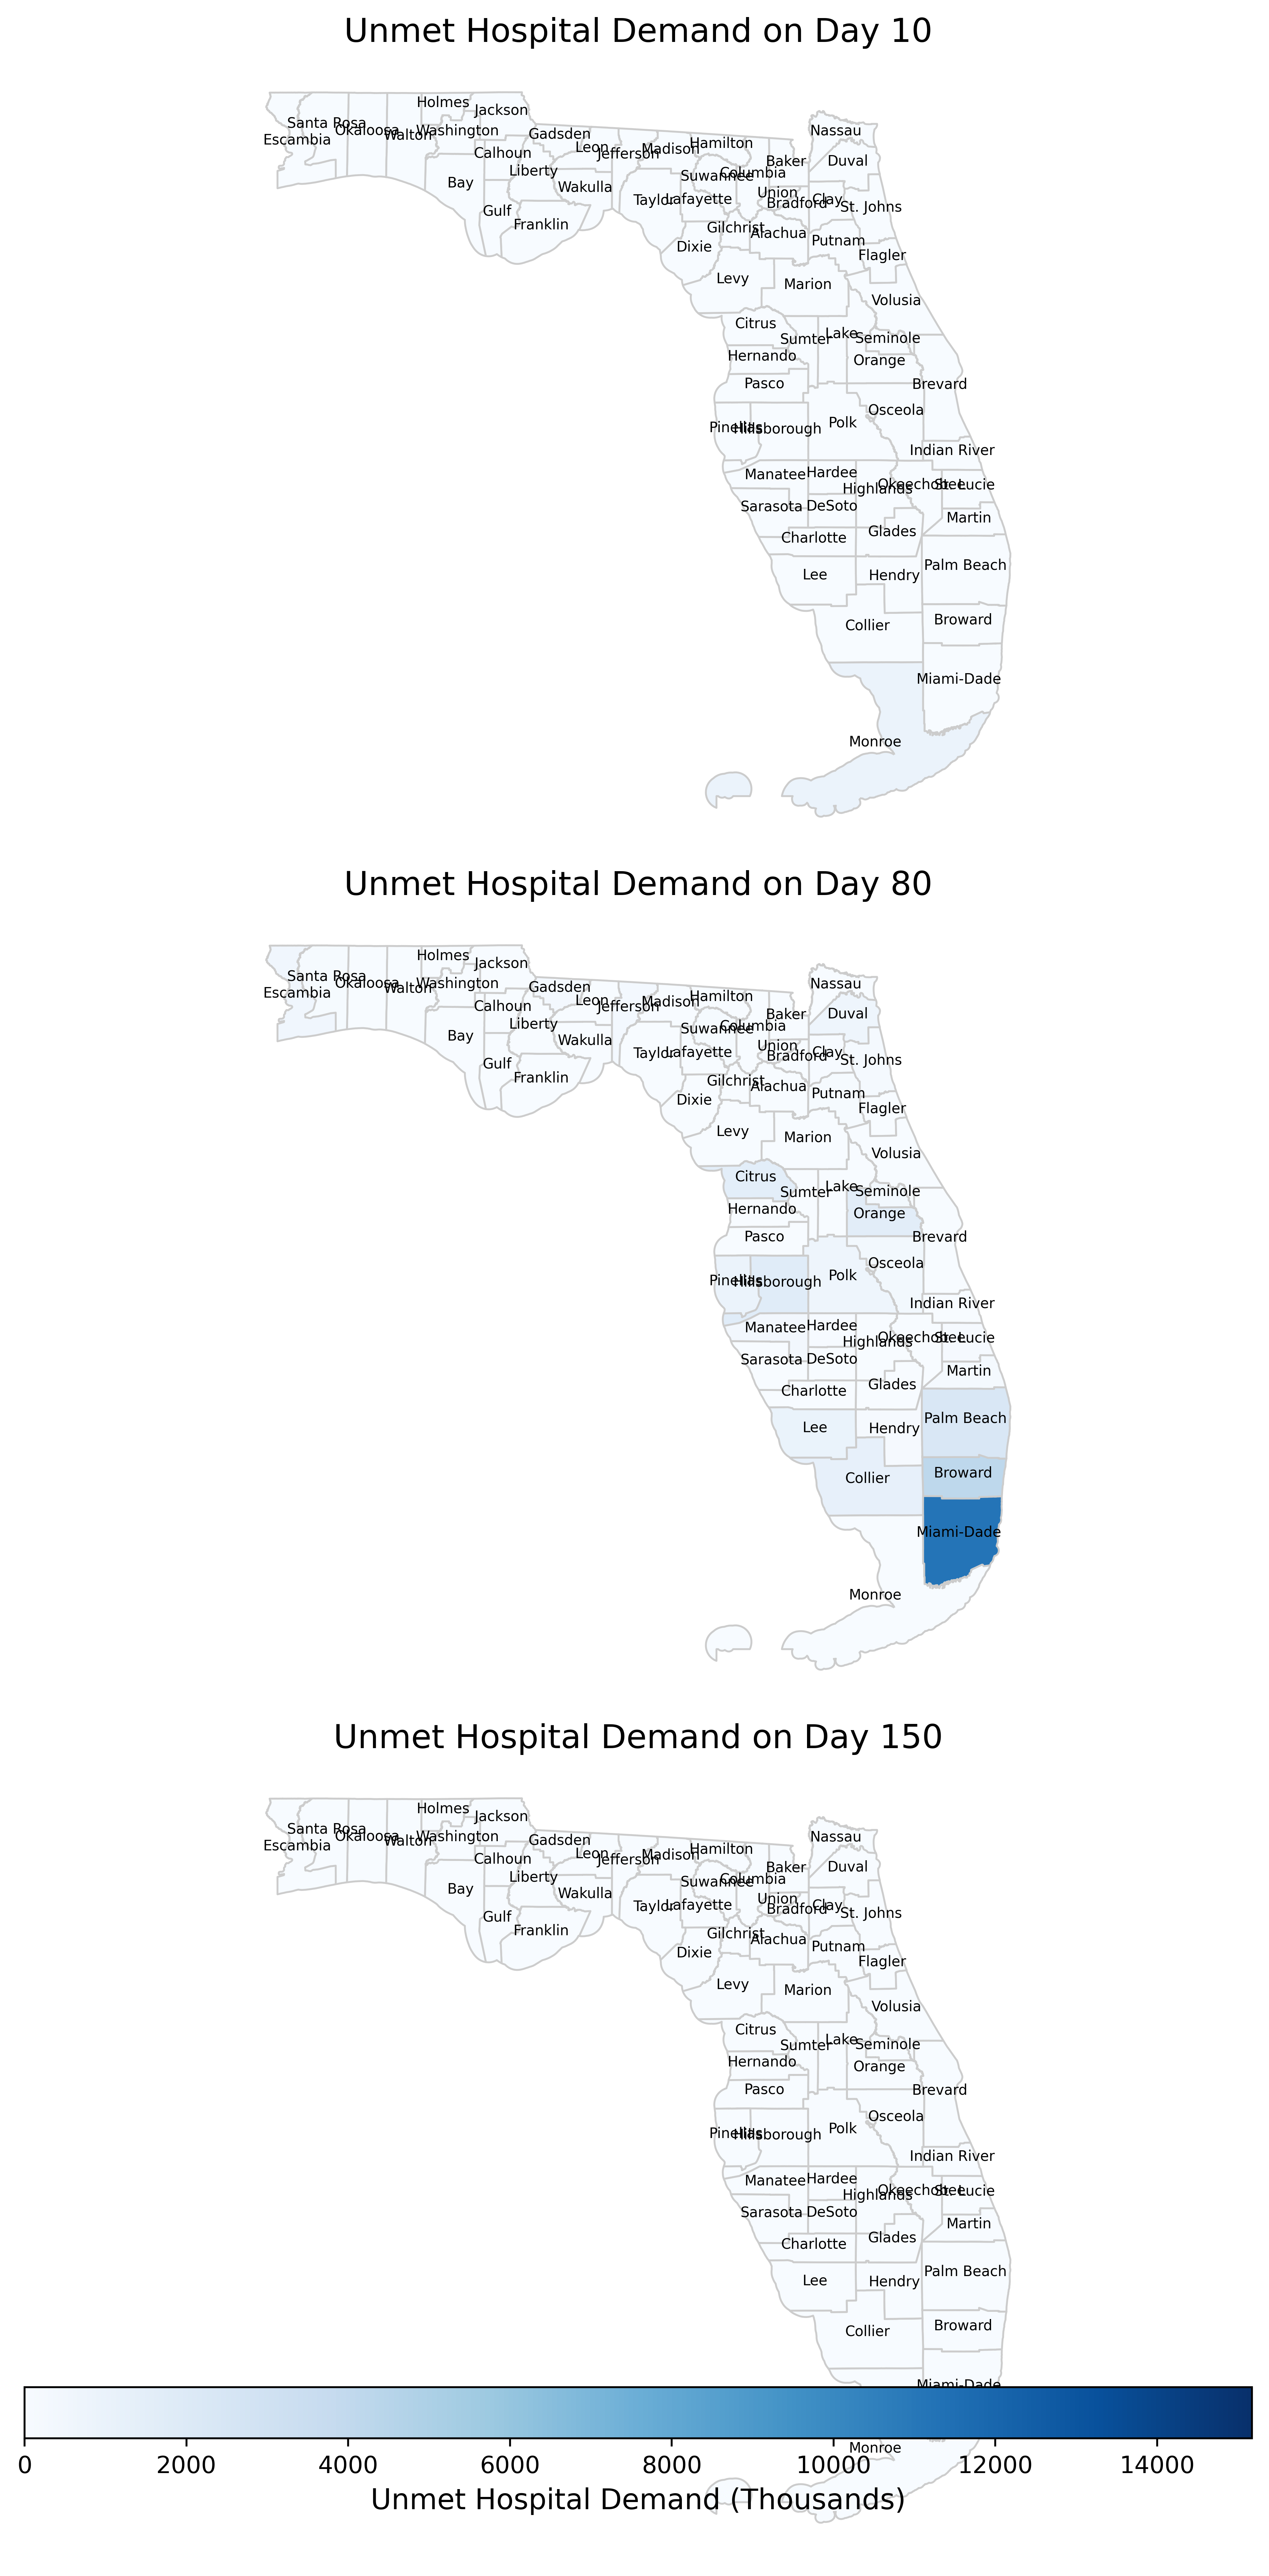 Unmet Hospital Demand on Day 10
Holmes
Jackson
Santa Rosa
Okaloosa
Walton
Washington
Escambia
Nassau
Gadsden
Leon
Jefferson
Madison
Hamilton
Calhoun
Baker
Duval
Liberty
Suwannee
Columbia
Bay
Wakulla
Union
Taylor
Lafayette
Bradford
Clay
St. Johns
Gulf
Franklin
Gilchrist
Alachua
Putnam
Dixie
Flagler
Levy
Marion
Volusia
Citrus
Sumter
Lake
Seminole
Hernando
Orange
Pasco
Brevard
Osceola
Pinellas
Hillsborough
Polk
Indian River
Manatee
Hardee
Highlands
Okeechobee
St. Lucie
Sarasota
DeSoto
Martin
Charlotte
Glades
Palm Beach
Lee
Hendry
Collier
Broward
Miami-Dade
Monroe
Unmet Hospital Demand on Day 80
Holmes
Jackson
Santa Rosa
Okaloosa
Walton
Washington
Escambia
Nassau
Gadsden
Leon
Jefferson
Madison
Hamilton
Calhoun
Baker
Duval
Liberty
Suwannee
Columbia
Bay
Wakulla
Union
Taylor
Lafayette
Bradford
Clay
St. Johns
Gulf
Franklin
Gilchrist
Alachua
Putnam
Dixie
Flagler
Levy
Marion
Volusia
Citrus
Sumter
Lake
Seminole
Hernando
Orange
Pasco
Brevard
Osceola
Pinellas
Hillsborough
Polk
Indian River
Manatee
Hardee
Highlands
Okeechobee
St. Lucie
Sarasota
DeSoto
Martin
Charlotte
Glades
Palm Beach
Lee
Hendry
Collier
Broward
Miami-Dade
Monroe
Unmet Hospital Demand on Day 150
Holmes
Jackson
Santa Rosa
Okaloosa
Walton
Washington
Escambia
Nassau
Gadsden
Leon
Jefferson
Madison
Hamilton
Calhoun
Baker
Duval
Liberty
Suwannee
Columbia
Bay
Wakulla
Union
Taylor
Lafayette
Bradford
Clay
St. Johns
Gulf
Franklin
Gilchrist
Alachua
Putnam
Dixie
Flagler
Levy
Marion
Volusia
Citrus
Sumter
Lake
Seminole
Hernando
Orange
Pasco
Brevard
Osceola
Pinellas
Hillsborough
Polk
Indian River
Manatee
Hardee
Highlands
Okeechobee
St. Lucie
Sarasota
DeSoto
Martin
Charlotte
Glades
Palm Beach
Lee
Hendry
Collier
Broward
Miami-Dade
Monroe
0 2000 4000 6000 8000 10000 12000 14000
Unmet Hospital Demand (Thousands)